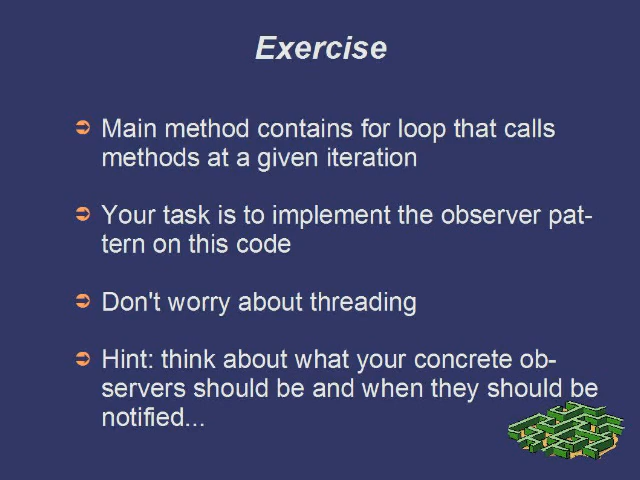 Exercise
Main method contains for loop that calls
methods at a given iteration
Your task is to implement the observer pat-
tern on this code
Don't worry about threading
Hint: think about what your concrete ob-
servers should be and when they should be
notified...